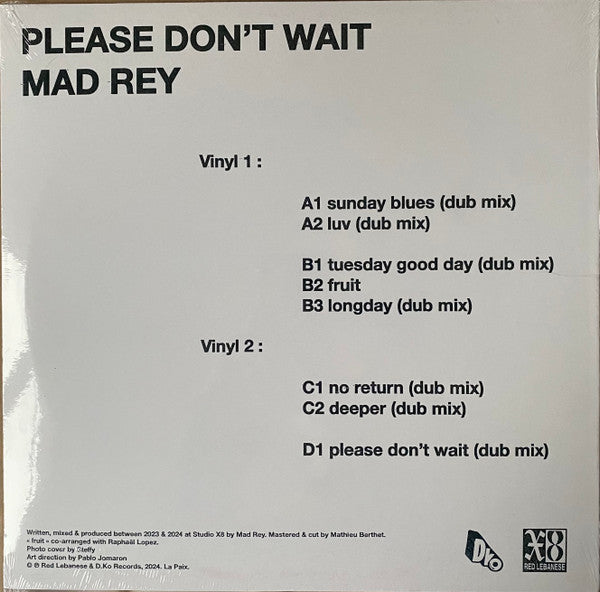 PLEASE DON'T WAIT
MAD REY
Vinyl 1 :
A1 sunday blues (dub mix)
A2 luv (dub mix)
B1 tuesday good day (dub mix)
B2 fruit
B3 longday (dub mix)
Vinyl 2 :
C1 no return (dub mix)
C2 deeper (dub mix)
D1 please don't wait (dub mix)
Written, mixed & produced between 2023 & 2024 at Studio X8 by Mad Rey. Mastered & cut by Mathieu Berthet.
« fruit » co-arranged with Raphaël Lopez.
Photo cover by Steffy
Art direction by Pablo Jomaron
© ℗ Red Lebanese & D.Ko Records, 2024. La Paix.
DKO
X8
RED LEBANESE